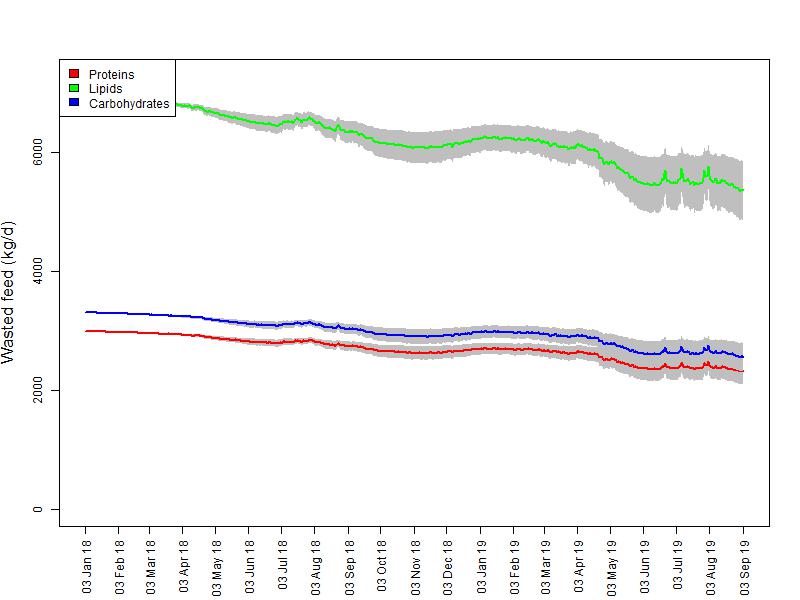 Proteins
Lipids
Carbohydrates
Wasted feed (kg/d)
6000
4000
2000
0
03 Jan 18
03 Feb 18
03 Mar 18
03 Apr 18
03 May 18
03 Jun 18
03 Jul 18
03 Aug 18
03 Sep 18
03 Oct 18
03 Nov 18
03 Dec 18
03 Jan 19
03 Feb 19
03 Mar 19
03 Apr 19
03 May 19
03 Jun 19
03 Jul 19
03 Aug 19
03 Sep 19